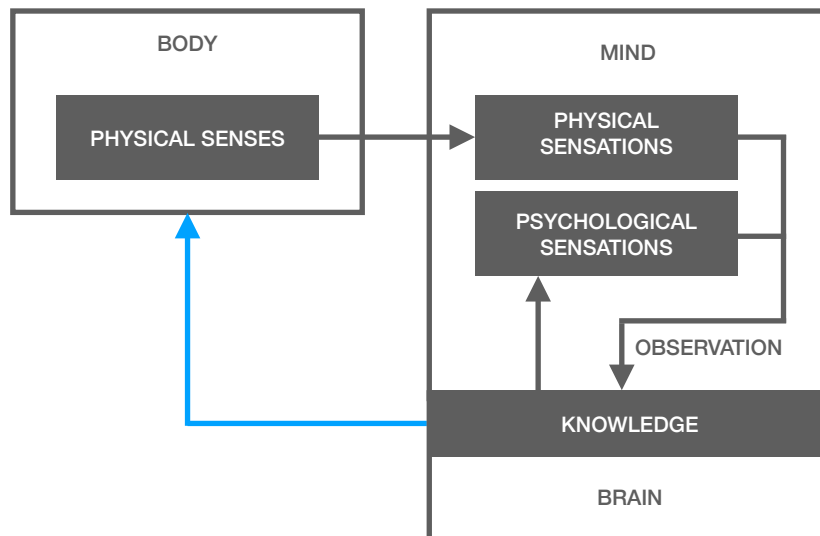 BODY
MIND
PHYSICAL SENSES
PHYSICAL
SENSATIONS
PSYCHOLOGICAL
SENSATIONS
OBSERVATION
KNOWLEDGE
BRAIN